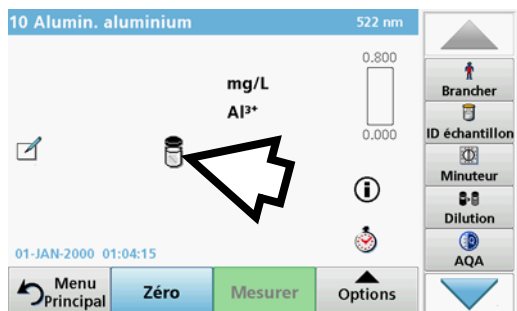 10 Alumin. aluminium
522 nm
0.800
mg/L
Al³⁺
0.000
01-JAN-2000 01:04:15
Menu
Principal
Zéro
Mesurer
Options
Brancher
ID échantillon
Minuteur
Dilution
AQA